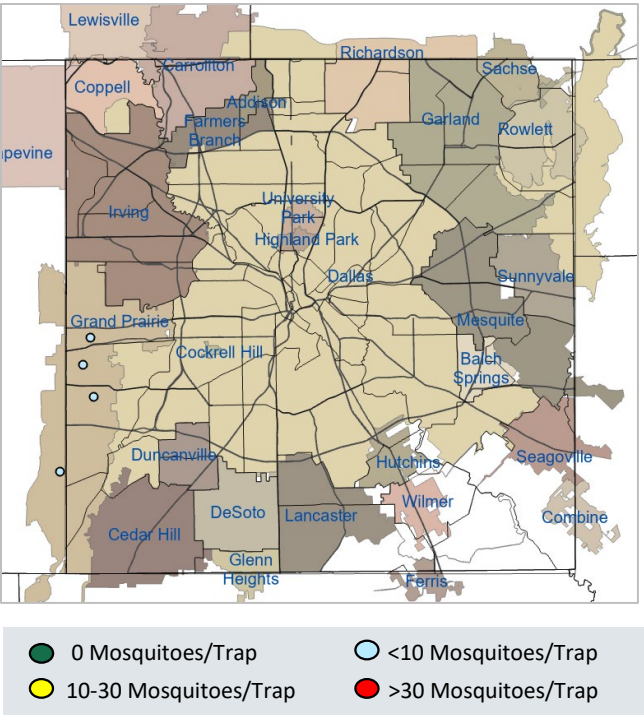 Lewisville
Richardson
Carrollton
Sachse
Coppell
Addison
Garland
Farmers
Branch
Rowlett
apevine
University
Park
Irving
Highland Park
Dallas
Sunnyvale
Grand Prairie
Mesquite
Cockrell Hill
Balch
Springs
Duncanville
Hutchins
Seagoville
Wilmer
DeSoto
Lancaster
Combine
Cedar Hill
Glenn
Heights
Ferris
0 Mosquitoes/Trap
<10 Mosquitoes/Trap
10-30 Mosquitoes/Trap
>30 Mosquitoes/Trap